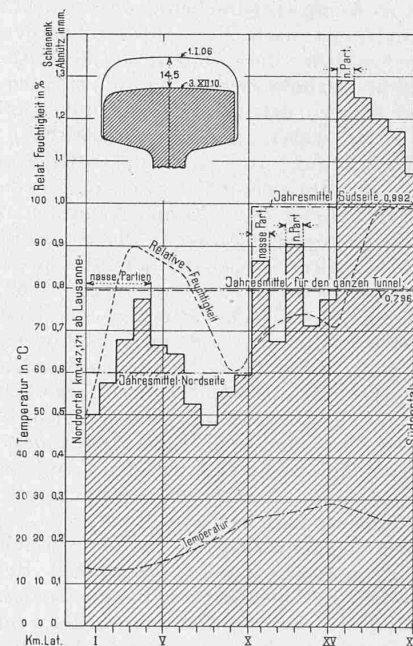 Schienenk
Abnütz in mm.
Relat. Feuchtigkeit in %
Temperatur in °C
1,3
1,2
1,1
100 1,0
90 0,9
80 0,8
70 0,7
60 0,6
50 0,5
40 40 0,4
30 30 0,3
20 20 0,2
10 10 0,1
0 0 0
1.I.06
14,5
3.XII.10.
n.Part.
Jahresmittel Südseite 0,992
nasse Part.
n.Part.
Relative-Feuchtigkeit
nasse Partien
Jahresmittel für den ganzen Tunnel
0,796
Jahresmittel Nordseite
Nordportal km.147,171 ab Lausanne
Temperatur
Km.Lat. I V X XV